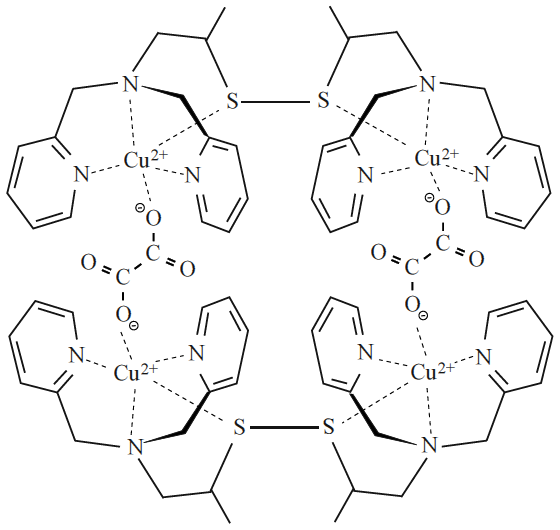 N N
S S
Cu2+ Cu2+
N N N N
⊖ ⊖
O O
C C
O C O O C O
O ⊖ O ⊖
N N N N
Cu2+ Cu2+
S S
N N